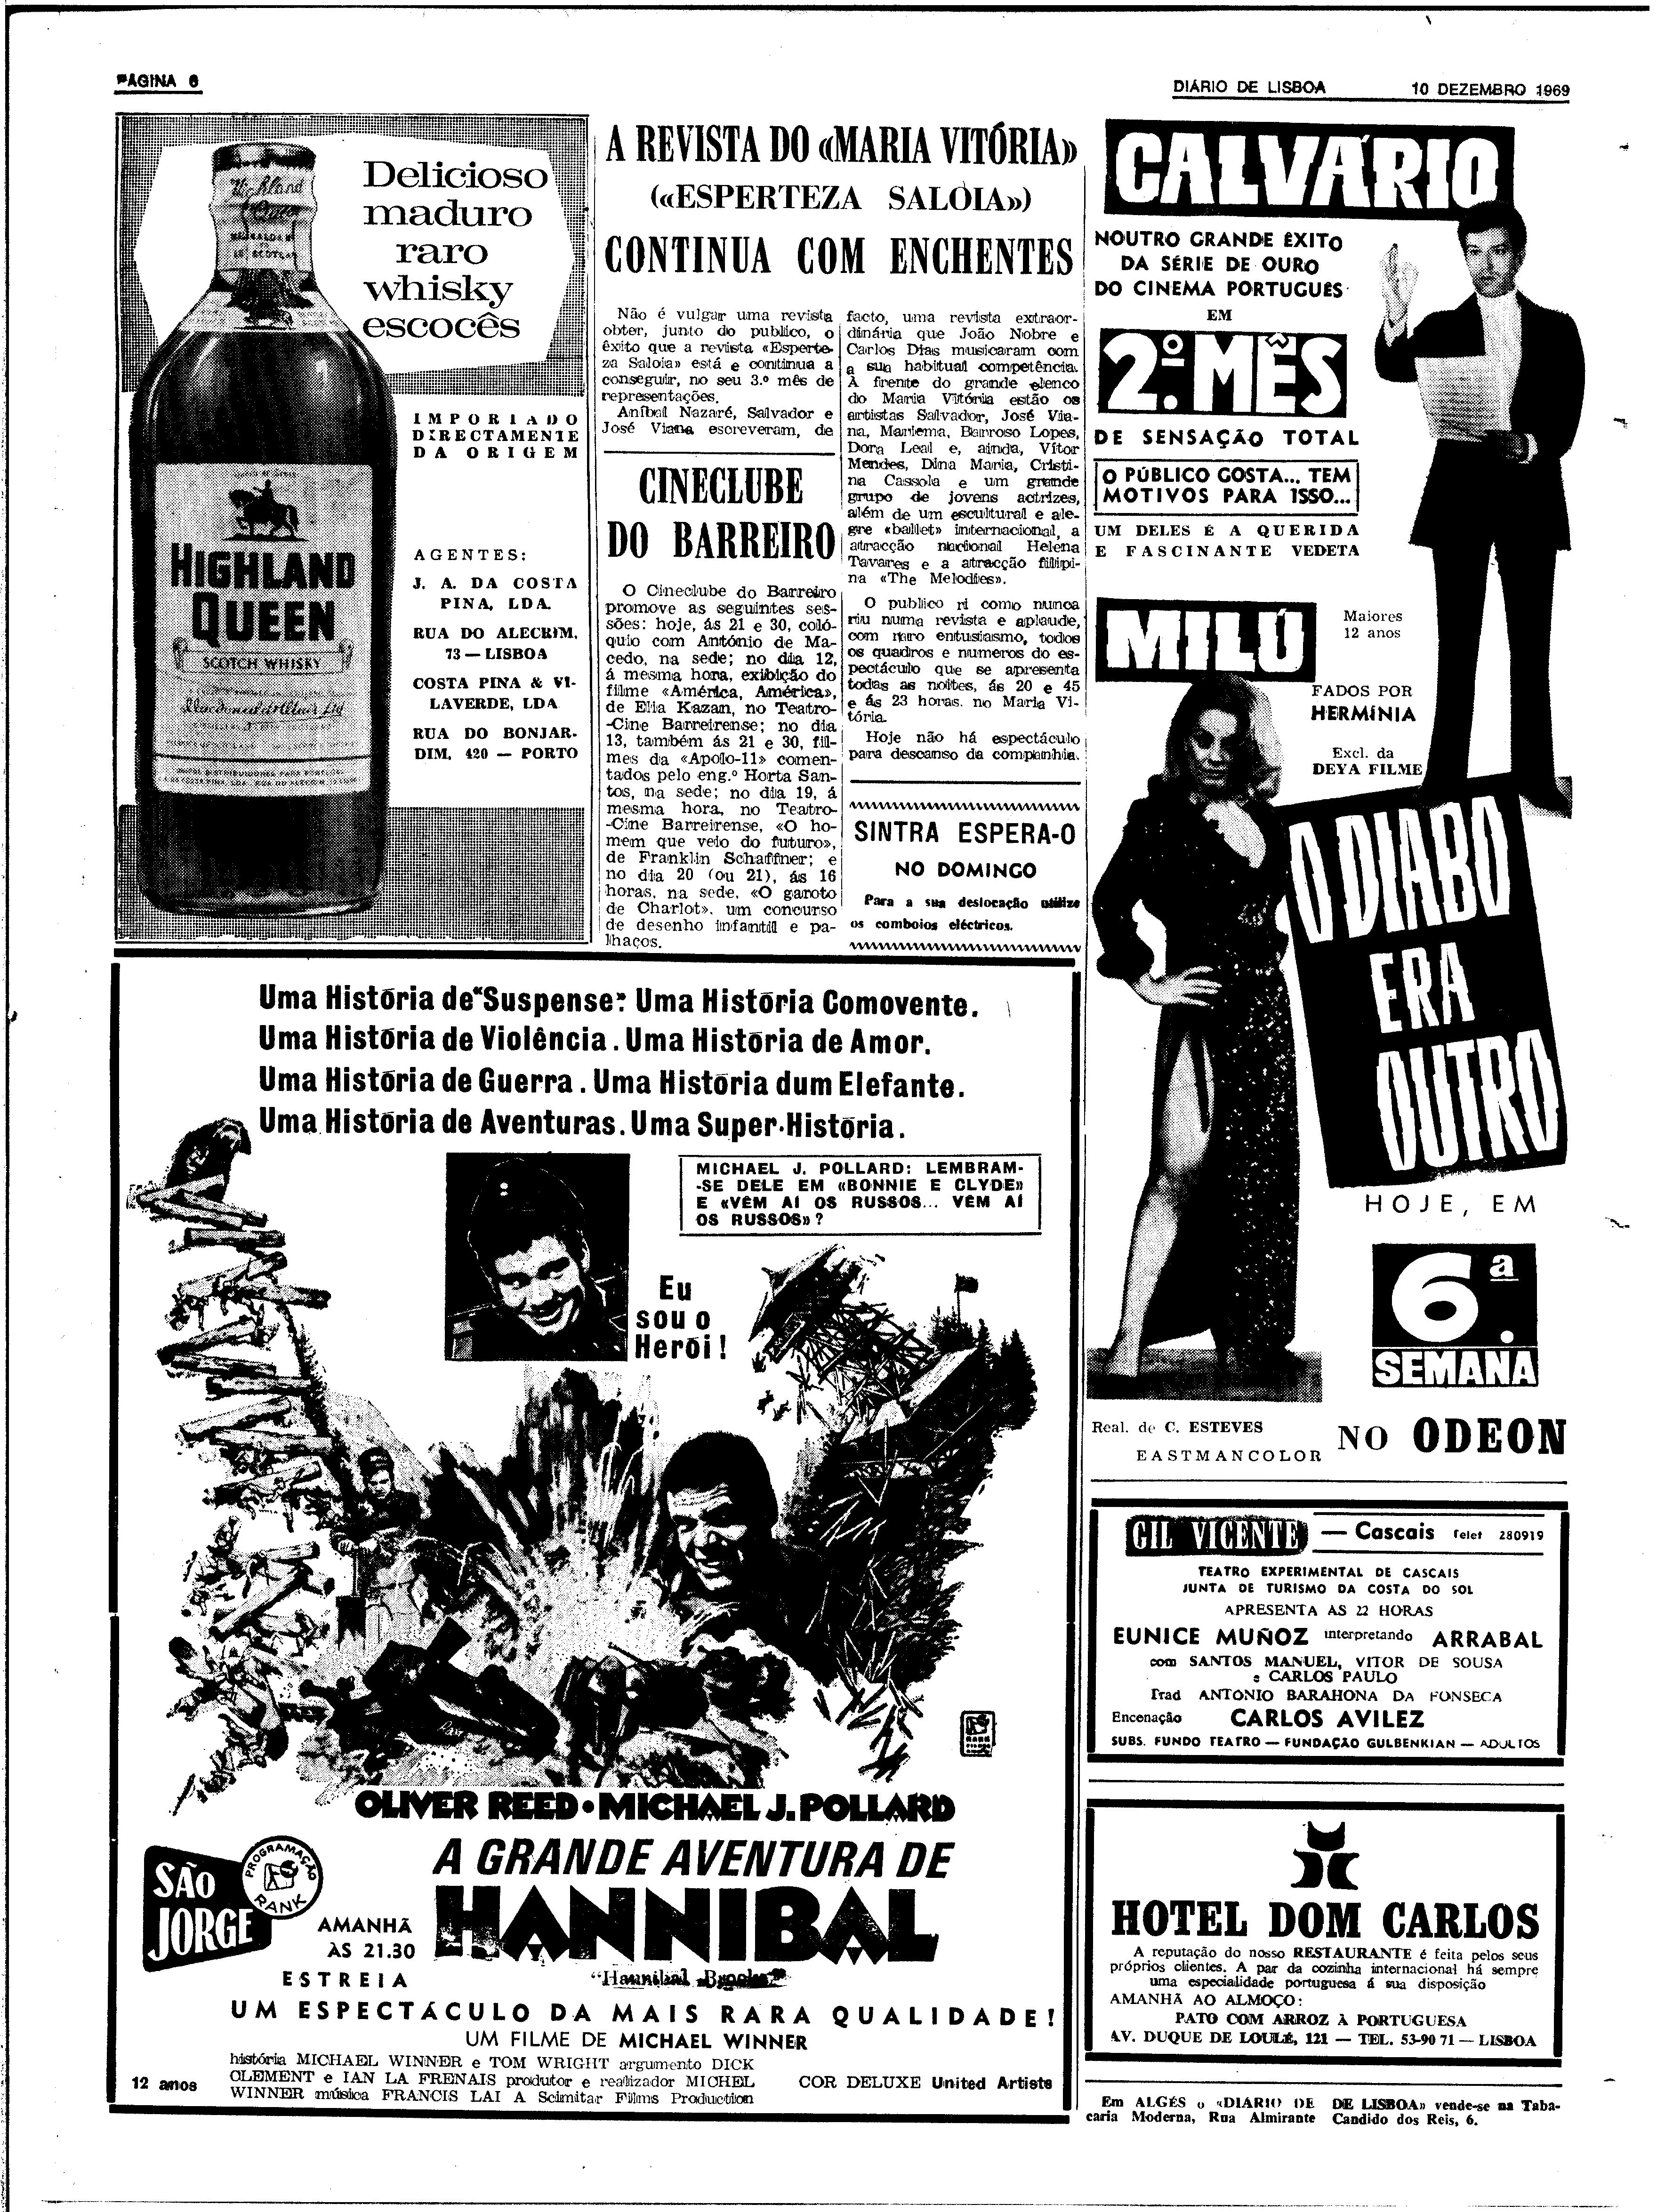 PÁGINA 6
DIÁRIO DE LISBOA 10 DEZEMBRO 1969
Delicioso
maduro
raro
whisky
escocês
IMPORTADO
DIRECTAMENTE
DA ORIGEM
HIGHLAND
QUEEN
SCOTCH WHISKY
AGENTES:
J. A. DA COSTA
PINA, LDA.
RUA DO ALECRIM,
73 — LISBOA
COSTA PINA & VI-
LAVERDE, LDA
RUA DO BONJAR-
DIM, 420 — PORTO
A REVISTA DO «MARIA VITÓRIA»
(«ESPERTEZA SALÓIA»)
CONTINUA COM ENCHENTES
Não é vulgar uma revista
obter, junto do publico, o
êxito que a revista «Esperte-
za Saloia» está e continua a
conseguir, no seu 3.º mês de
representações.
Aníbal Nazaré, Salvador e
José Viana escreveram, de
facto, uma revista extraor-
dinária que João Nobre e
Carlos Dias musicaram com
a sua habitual competência.
À frente do grande elenco
do Maria Vitória estão os
artistas Salvador, José Via-
na, Mariema, Barroso Lopes,
Dora Leal e, ainda, Vítor
Mendes, Dina Maria, Cristi-
na Cassola e um grande
grupo de jovens actrizes,
além de um escultural e ale-
gre «ballet» internacional, a
atracção nacional Helena
Tavares e a atracção filipi-
na «The Melodies».
O publico ri como nunca
riu numa revista e aplaude,
com raro entusiasmo, todos
os quadros e numeros do es-
pectáculo que se apresenta
todas as noites, ás 20 e 45
e ás 23 horas. no Maria Vi-
tória.
Hoje não há espectáculo
para descanso da companhia.
CINECLUBE
DO BARREIRO
O Cineclube do Barreiro
promove as seguintes ses-
sões: hoje, ás 21 e 30, coló-
quio com António de Ma-
cedo, na sede; no dia 12,
á mesma hora, exibição do
filme «América, América»,
de Elia Kazan, no Teatro-
-Cine Barreirense; no dia
13, também ás 21 e 30, fil-
mes da «Apolo-11» comen-
tados pelo eng.º Horta San-
tos, na sede; no dia 19, á
mesma hora, no Teatro-
-Cine Barreirense, «O ho-
mem que veio do futuro»,
de Franklin Schaffner; e
no dia 20 (ou 21), ás 16
horas, na sede, «O garoto
de Charlot», um concurso
de desenho infantil e pa-
lhaços.
SINTRA ESPERA-O
NO DOMINGO
Para a sua deslocação utilize
os comboios eléctricos.
CALVÁRIO
NOUTRO GRANDE ÊXITO
DA SÉRIE DE OURO
DO CINEMA PORTUGUÊS
EM
2.º MÊS
DE SENSAÇÃO TOTAL
O PÚBLICO GOSTA... TEM
MOTIVOS PARA ISSO...
UM DELES É A QUERIDA
E FASCINANTE VEDETA
MILÚ
Maiores
12 anos
FADOS POR
HERMÍNIA
Excl. da
DEYA FILME
O DIABO
ERA
OUTRO
HOJE, EM
6.ª
SEMANA
Real. de C. ESTEVES
EASTMANCOLOR
NO ODEON
Uma História de "Suspense". Uma História Comovente.
Uma História de Violência. Uma História de Amor.
Uma História de Guerra. Uma História dum Elefante.
Uma História de Aventuras. Uma Super-História.
MICHAEL J. POLLARD: LEMBRAM-
-SE DELE EM «BONNIE E CLYDE»
E «VÊM AÍ OS RUSSOS... VÊM AÍ
OS RUSSOS»?
Eu
sou o
Herói!
OLIVER REED • MICHAEL J. POLLARD
A GRANDE AVENTURA DE
HANNIBAL
"Hannibal Brooks"
SÃO
JORGE
PROGRAMAÇÃO
RANK
AMANHÃ
ÀS 21.30
ESTREIA
UM ESPECTÁCULO DA MAIS RARA QUALIDADE!
UM FILME DE MICHAEL WINNER
história MICHAEL WINNER e TOM WRIGHT argumento DICK
CLEMENT e IAN LA FRENAIS produtor e realizador MICHEL
WINNER música FRANCIS LAI A Scimitar Films Production
12 anos
COR DELUXE United Artists
GIL VICENTE — Cascais Telef 280919
TEATRO EXPERIMENTAL DE CASCAIS
JUNTA DE TURISMO DA COSTA DO SOL
APRESENTA AS 22 HORAS
EUNICE MUÑOZ interpretando ARRABAL
com SANTOS MANUEL, VITOR DE SOUSA
e CARLOS PAULO
Trad ANTONIO BARAHONA DA FONSECA
Encenação CARLOS AVILEZ
SUBS. FUNDO TEATRO — FUNDAÇÃO GULBENKIAN — ADULTOS
HOTEL DOM CARLOS
A reputação do nosso RESTAURANTE é feita pelos seus
próprios clientes. A par da cozinha internacional há sempre
uma especialidade portuguesa á sua disposição
AMANHÃ AO ALMOÇO:
PATO COM ARROZ À PORTUGUESA
AV. DUQUE DE LOULÉ, 121 — TEL. 53-90 71 — LISBOA
Em ALGÉS o «DIÁRIO DE DE LISBOA» vende-se na Taba-
caria Moderna, Rua Almirante Candido dos Reis, 6.